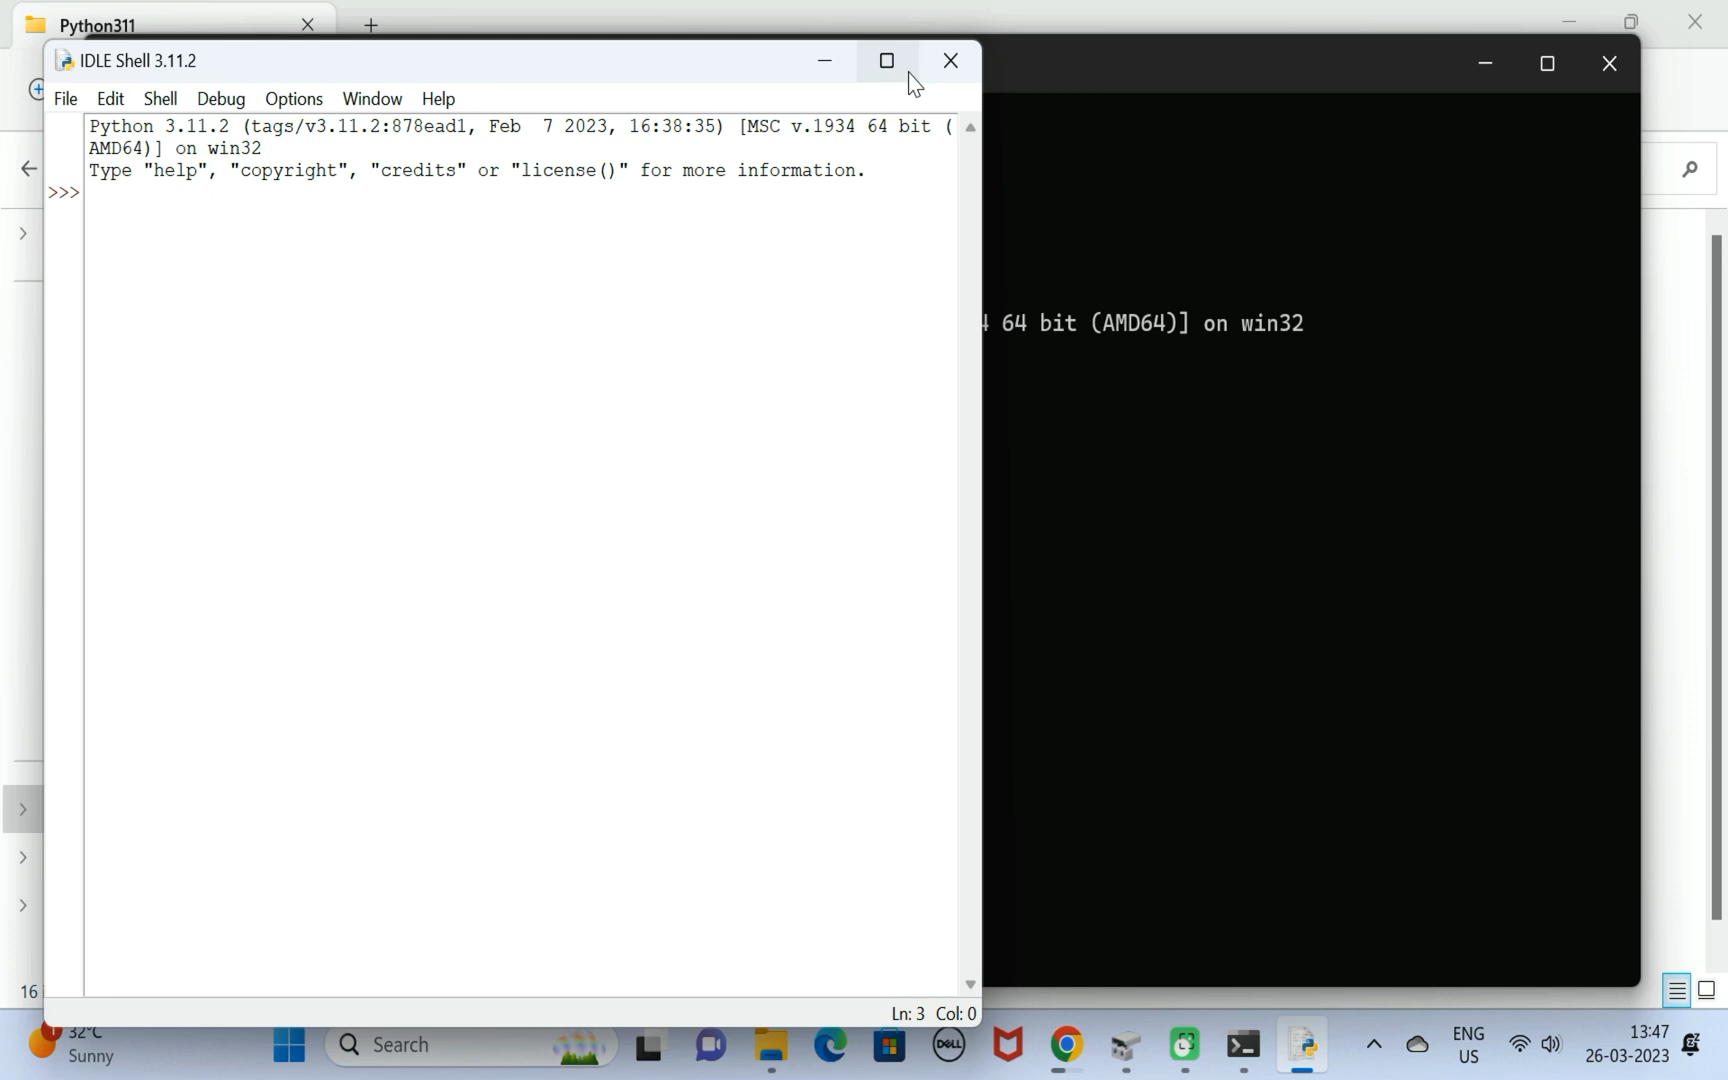 Python311
IDLE Shell 3.11.2
File Edit Shell Debug Options Window Help
Python 3.11.2 (tags/v3.11.2:878ead1, Feb 7 2023, 16:38:35) [MSC v.1934 64 bit (
AMD64)] on win32
Type "help", "copyright", "credits" or "license()" for more information.
>>>
64 bit (AMD64)] on win32
16
Ln: 3 Col: 0
32°C
Sunny
1
Search
DELL
ENG
US
13:47
26-03-2023